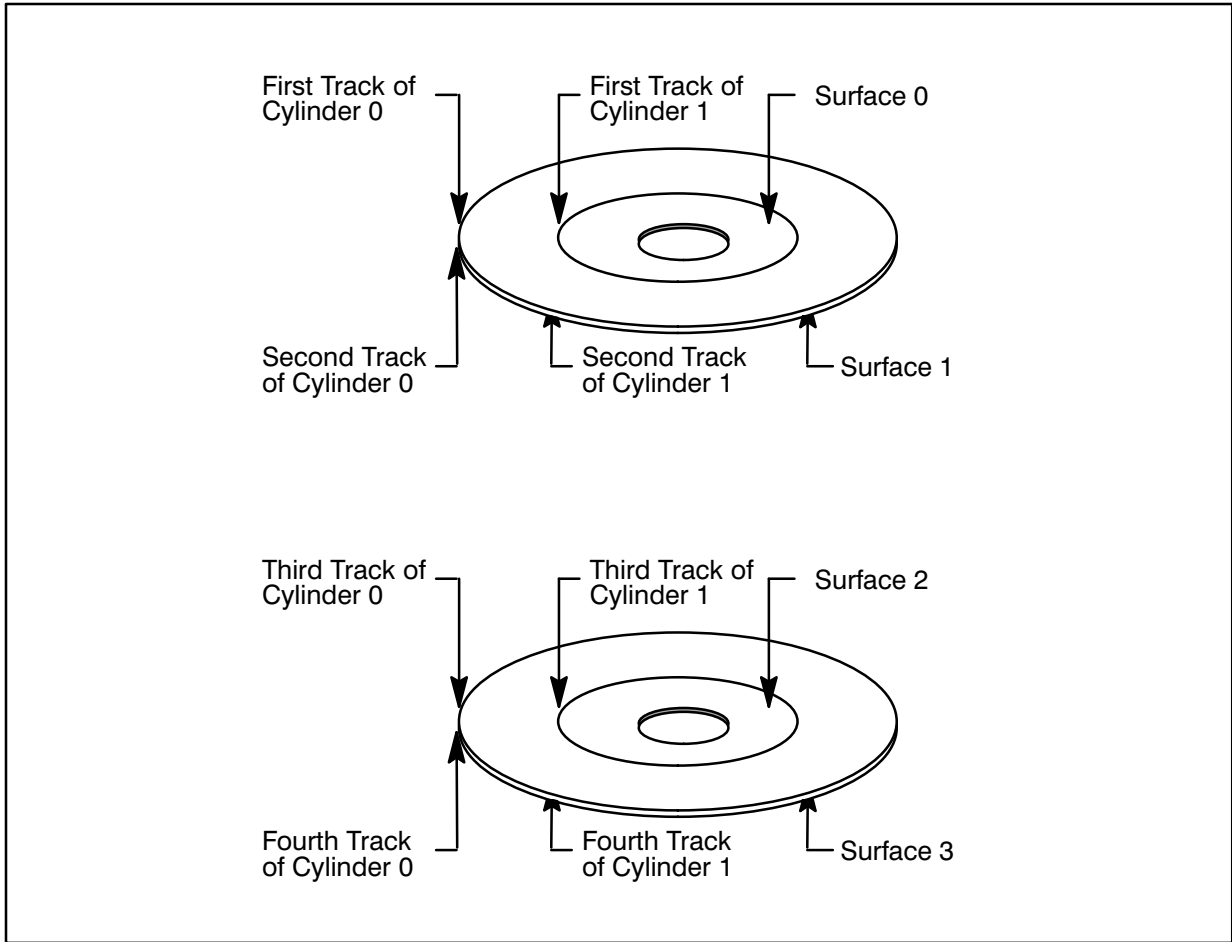 First Track of
Cylinder 0
First Track of
Cylinder 1
Surface 0
Second Track
of Cylinder 0
Second Track
of Cylinder 1
Surface 1
Third Track of
Cylinder 0
Third Track of
Cylinder 1
Surface 2
Fourth Track
of Cylinder 0
Fourth Track
of Cylinder 1
Surface 3